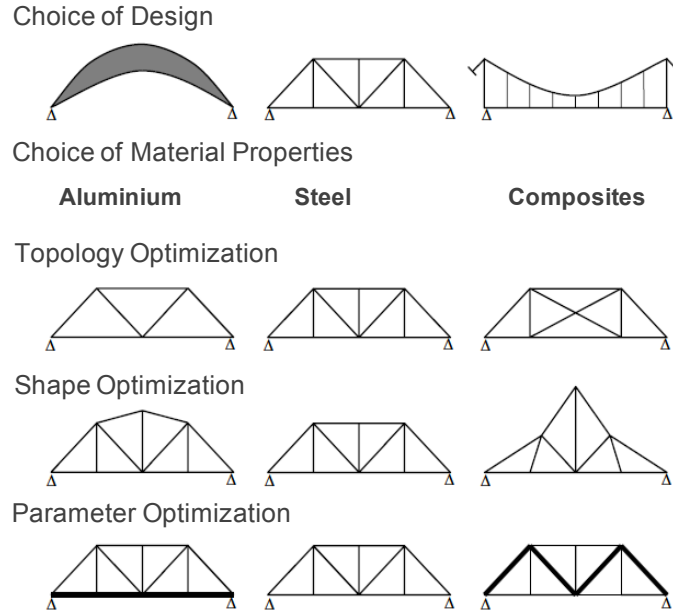 Choice of Design
Δ Δ Δ Δ Δ Δ
Choice of Material Properties
Aluminium Steel Composites
Topology Optimization
Δ Δ Δ Δ Δ Δ
Shape Optimization
Δ Δ Δ Δ Δ Δ
Parameter Optimization
Δ Δ Δ Δ Δ Δ